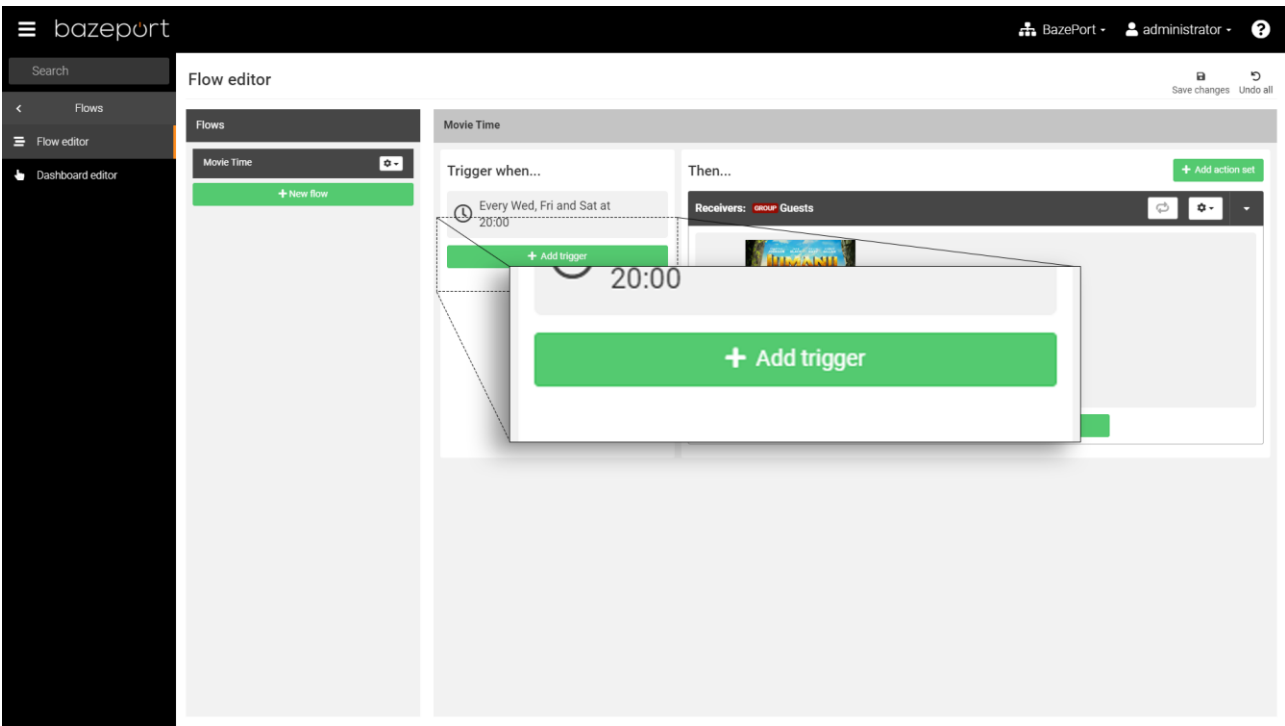 bazeport
BazePort
administrator
?
Search
Flow editor
Save changes
Undo all
Flows
Flow editor
Dashboard editor
Flows
Movie Time
+ New flow
Movie Time
Trigger when...
Every Wed, Fri and Sat at
20:00
+ Add trigger
Then...
+ Add action set
Receivers: GROUP Guests
JUMANJI
20:00
+ Add trigger